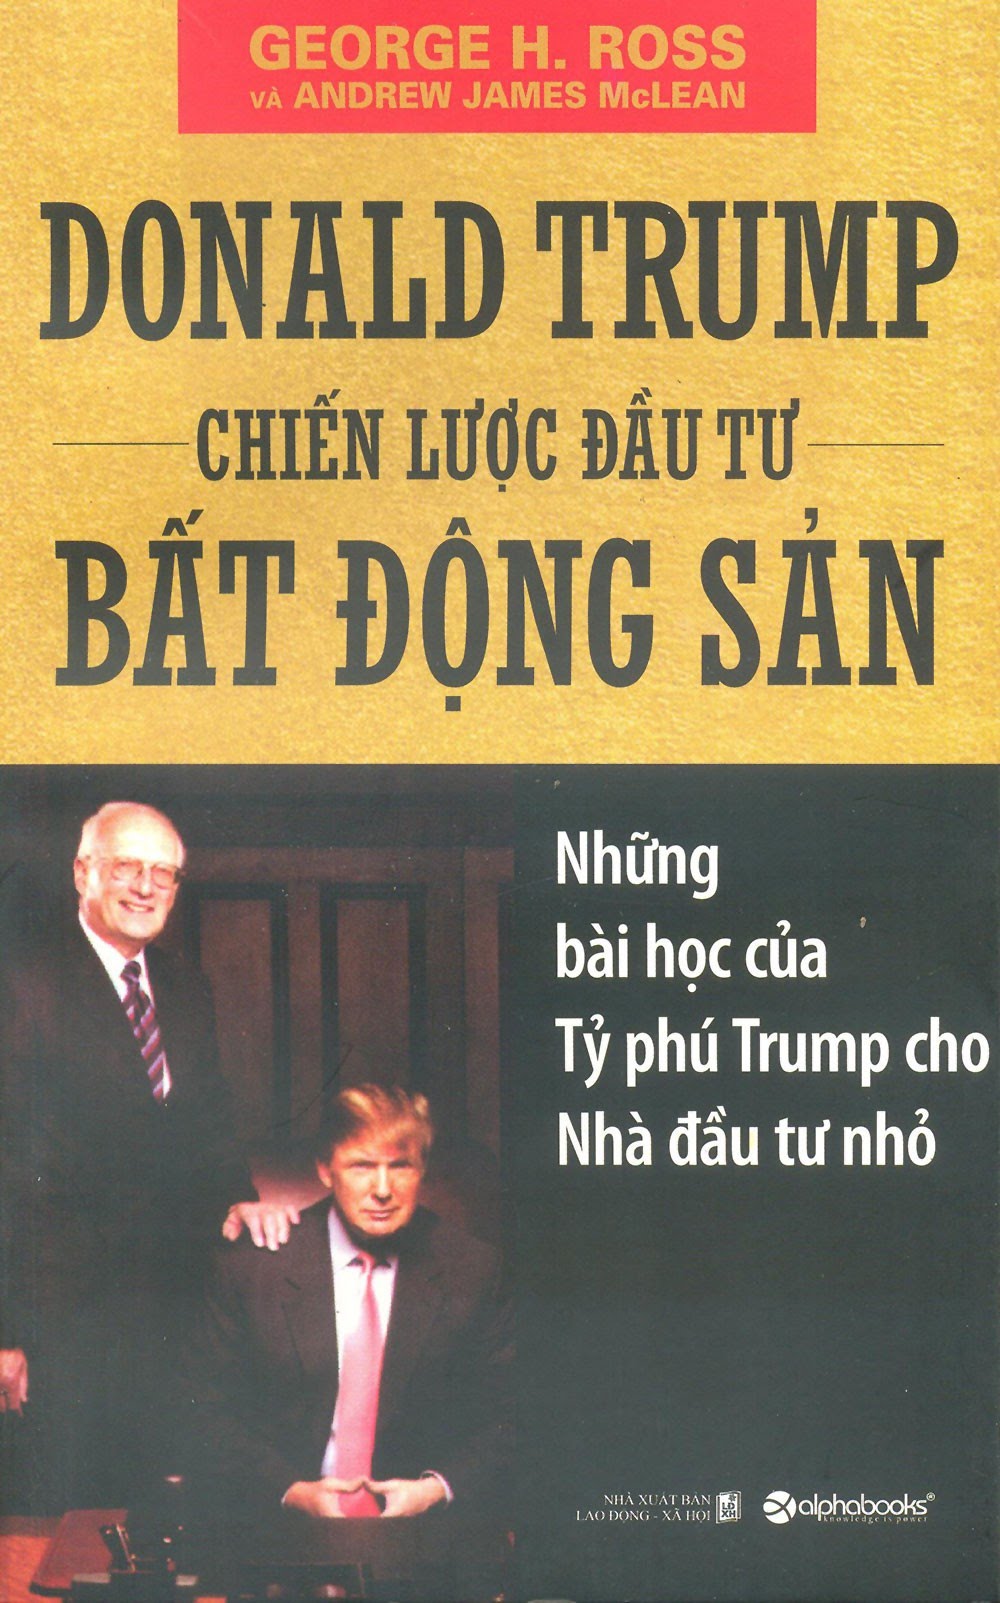 GEORGE H. ROSS
VÀ ANDREW JAMES McLEAN
DONALD TRUMP
CHIẾN LƯỢC ĐẦU TƯ
BẤT ĐỘNG SẢN
Những
bài học của
Tỷ phú Trump cho
Nhà đầu tư nhỏ
NHÀ XUẤT BẢN
LAO ĐỘNG - XÃ HỘI
LĐ
XH
alphabooks®
knowledge is power